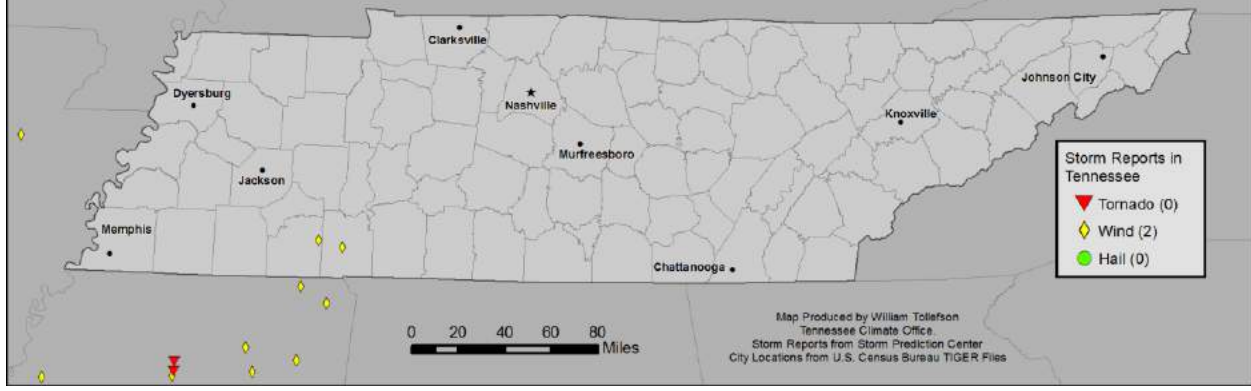 Clarksville
Johnson City
Dyersburg
Nashville
Knoxville
Murfreesboro
Jackson
Memphis
Chattanooga
Storm Reports in
Tennessee
Tornado (0)
Wind (2)
Hail (0)
0 20 40 60 80
Miles
Map Produced by William Tollefson
Tennessee Climate Office.
Storm Reports from Storm Prediction Center
City Locations from U.S. Census Bureau TIGER Files